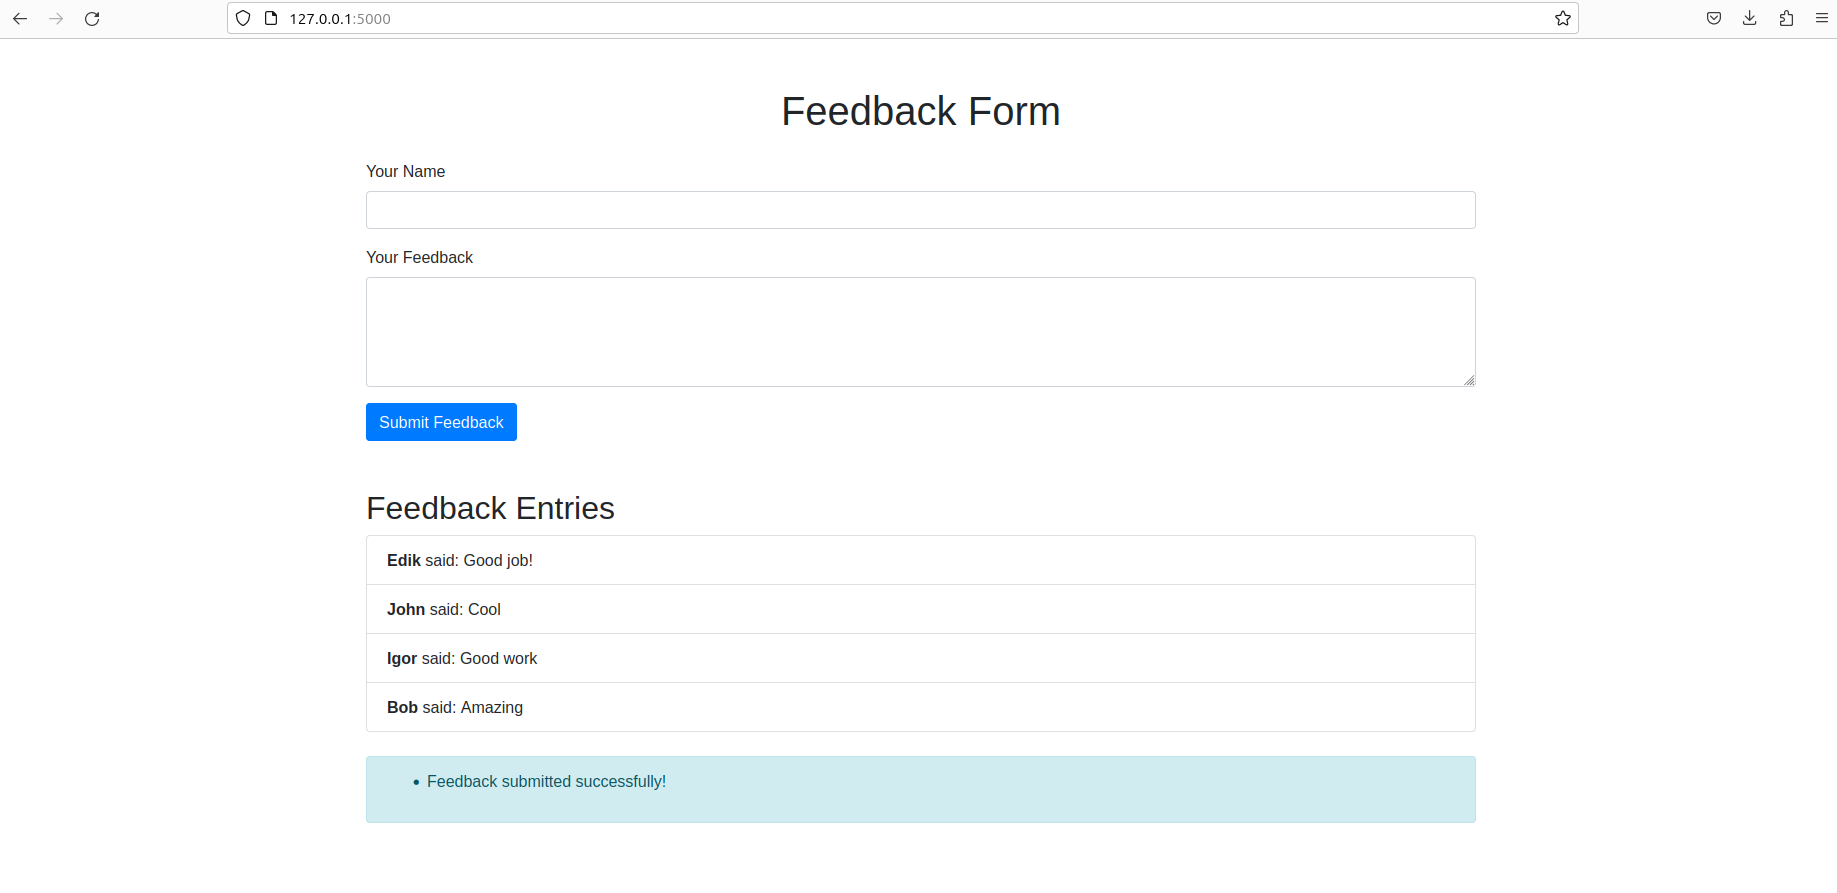 127.0.0.1:5000
Feedback Form
Your Name
Your Feedback
Submit Feedback
Feedback Entries
Edik said: Good job!
John said: Cool
Igor said: Good work
Bob said: Amazing
• Feedback submitted successfully!